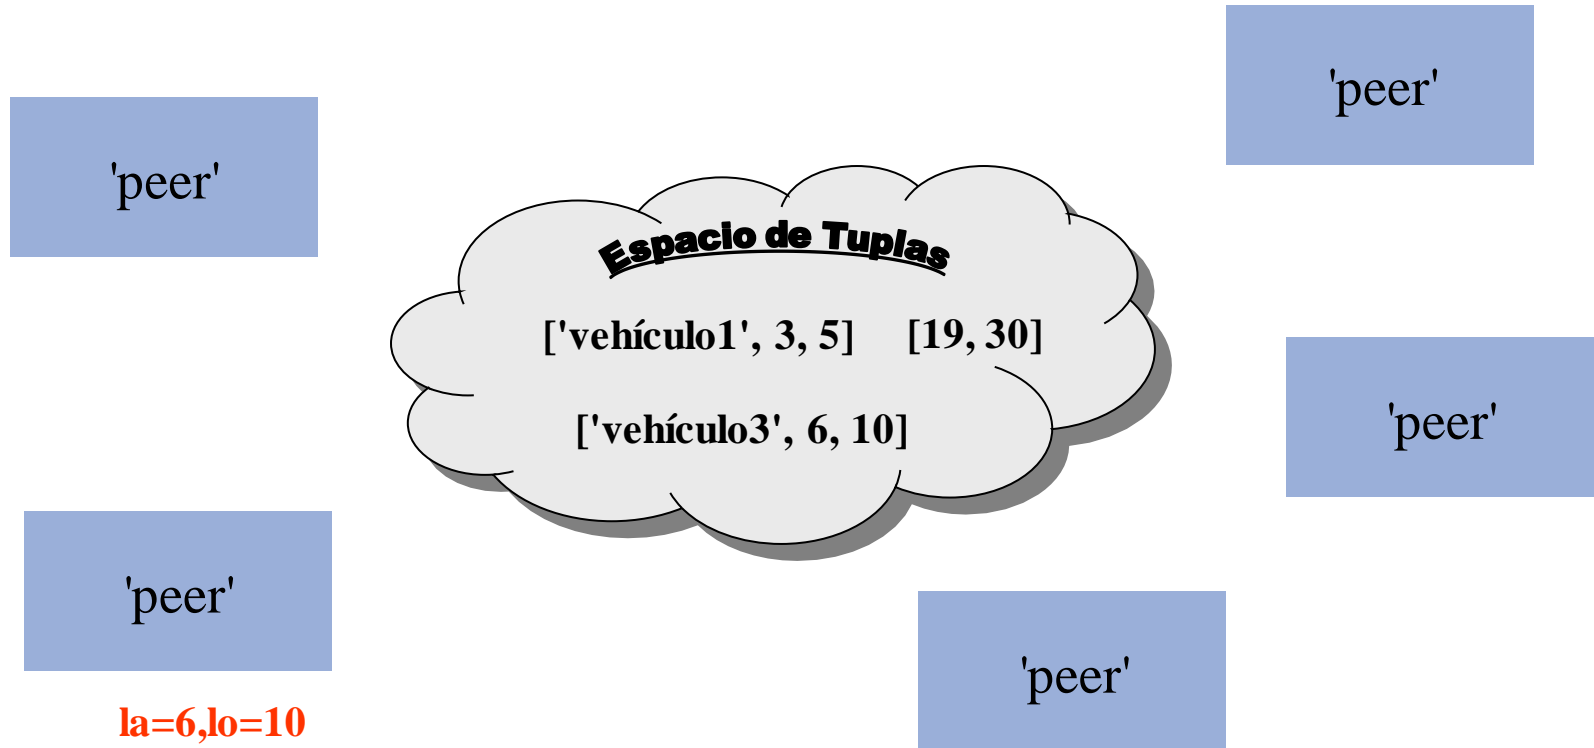 'peer'
'peer'
Espacio de Tuplas
['vehículo1', 3, 5] [19, 30]
['vehículo3', 6, 10]
'peer'
'peer'
'peer'
la=6,lo=10